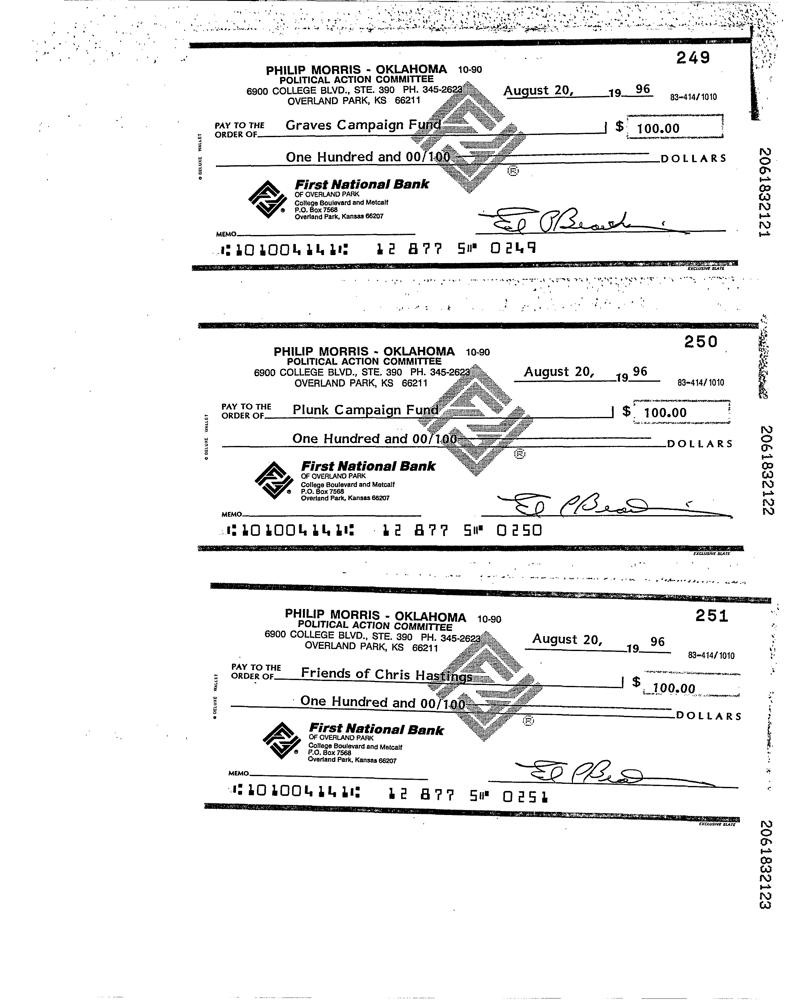 249
PHILIP MORRIS - OKLAHOMA 10-90
POLITICAL ACTION COMMITTEE
6900 COLLEGE BLVD., STE. 390 PH. 345-2623
OVERLAND PARK, KS 66211
August 20, 19 96
83-414/1010
PAY TO THE
ORDER OF Graves Campaign Fund $ 100.00
One Hundred and 00/100 DOLLARS
®
First National Bank
OF OVERLAND PARK
College Boulevard and Metcalf
P.O. Box 7568
Overland Park, Kansas 66207
MEMO
⑆101004141⑆ 12 877 5⑈ 0249
© DELUXE WALLET
EXCLUSIVE SLATE
2061832121
250
PHILIP MORRIS - OKLAHOMA 10-90
POLITICAL ACTION COMMITTEE
6900 COLLEGE BLVD., STE. 390 PH. 345-2623
OVERLAND PARK, KS 66211
August 20, 19 96
83-414/1010
PAY TO THE
ORDER OF Plunk Campaign Fund $ 100.00
One Hundred and 00/100 DOLLARS
®
First National Bank
OF OVERLAND PARK
College Boulevard and Metcalf
P.O. Box 7568
Overland Park, Kansas 66207
MEMO
⑆101004141⑆ 12 877 5⑈ 0250
© DELUXE WALLET
EXCLUSIVE SLATE
2061832122
251
PHILIP MORRIS - OKLAHOMA 10-90
POLITICAL ACTION COMMITTEE
6900 COLLEGE BLVD., STE. 390 PH. 345-2623
OVERLAND PARK, KS 66211
August 20, 19 96
83-414/1010
PAY TO THE
ORDER OF Friends of Chris Hastings $ 100.00
One Hundred and 00/100 DOLLARS
®
First National Bank
OF OVERLAND PARK
College Boulevard and Metcalf
P.O. Box 7568
Overland Park, Kansas 66207
MEMO
⑆101004141⑆ 12 877 5⑈ 0251
© DELUXE WALLET
EXCLUSIVE SLATE
2061832123